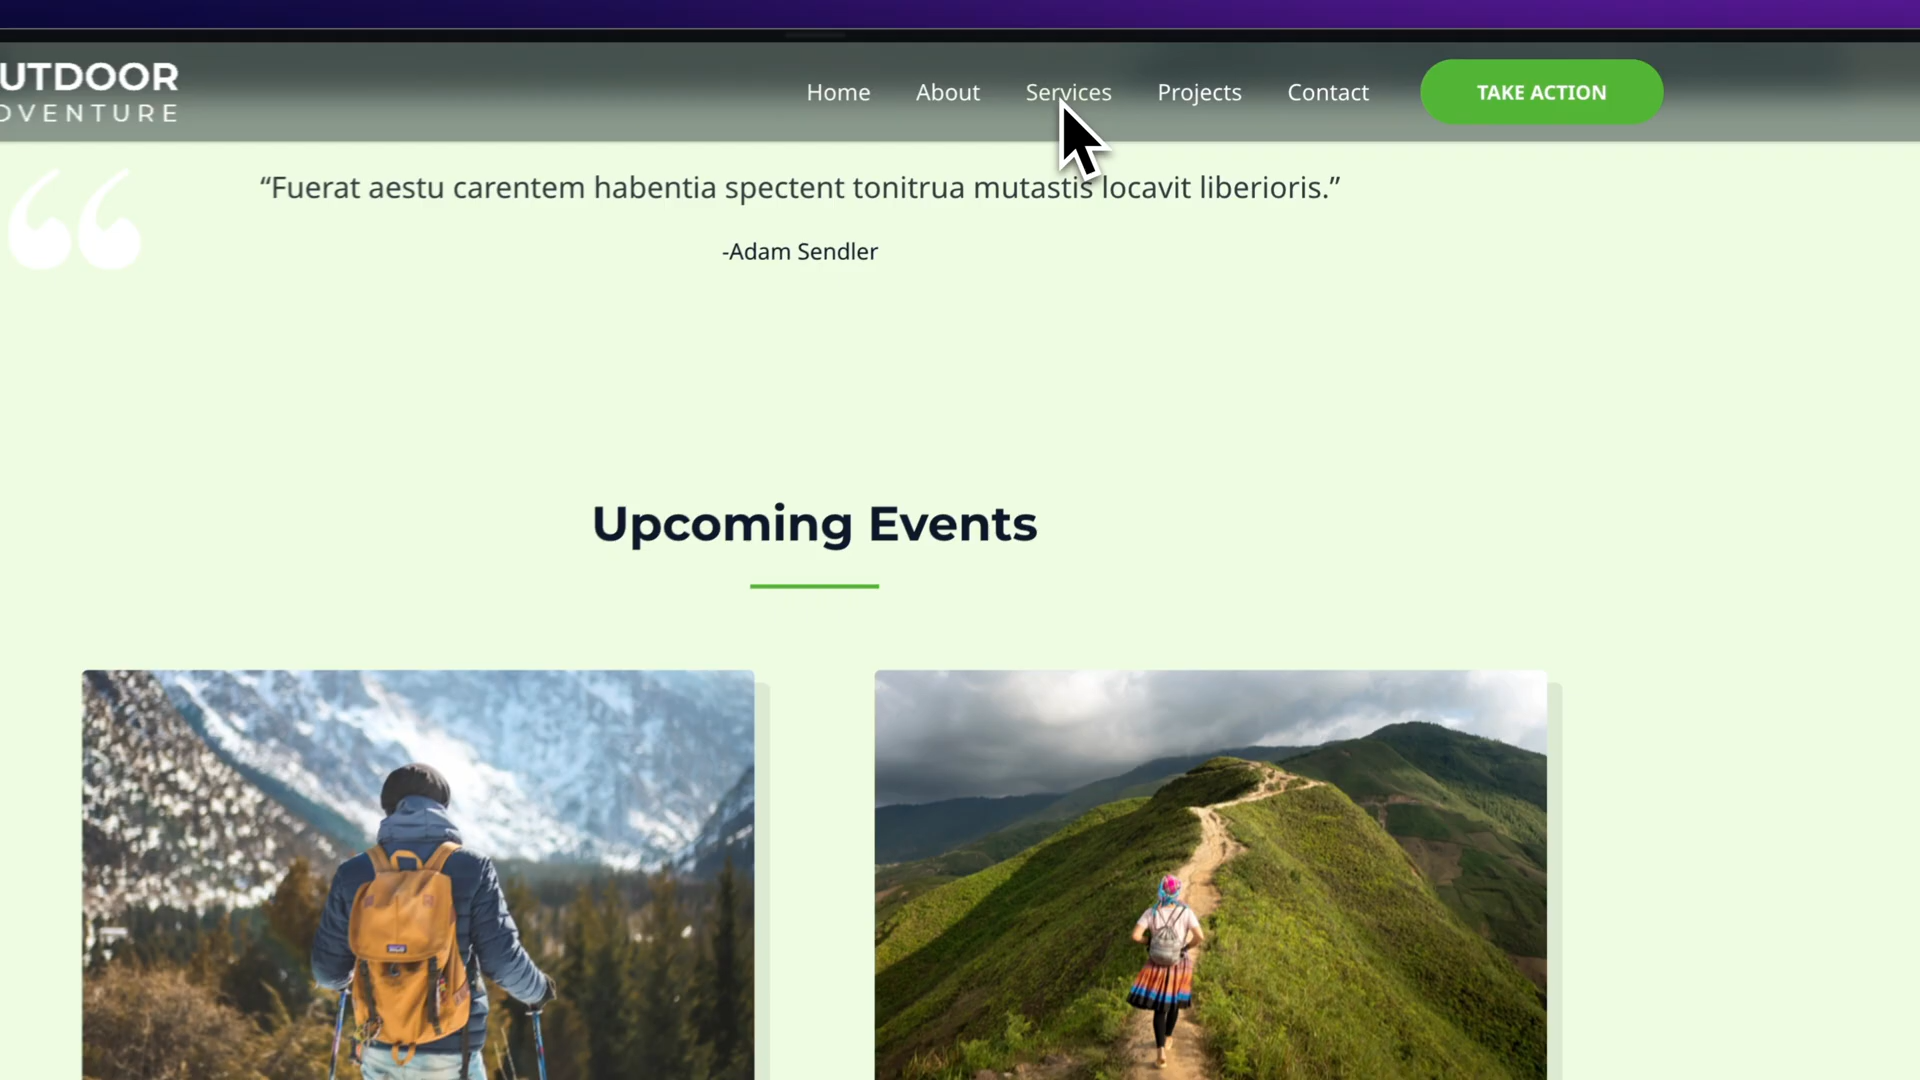 UTDOOR
DVENTURE
Home About Services Projects Contact TAKE ACTION
“Fuerat aestu carentem habentia spectent tonitrua mutastis locavit liberioris.”
-Adam Sendler
Upcoming Events